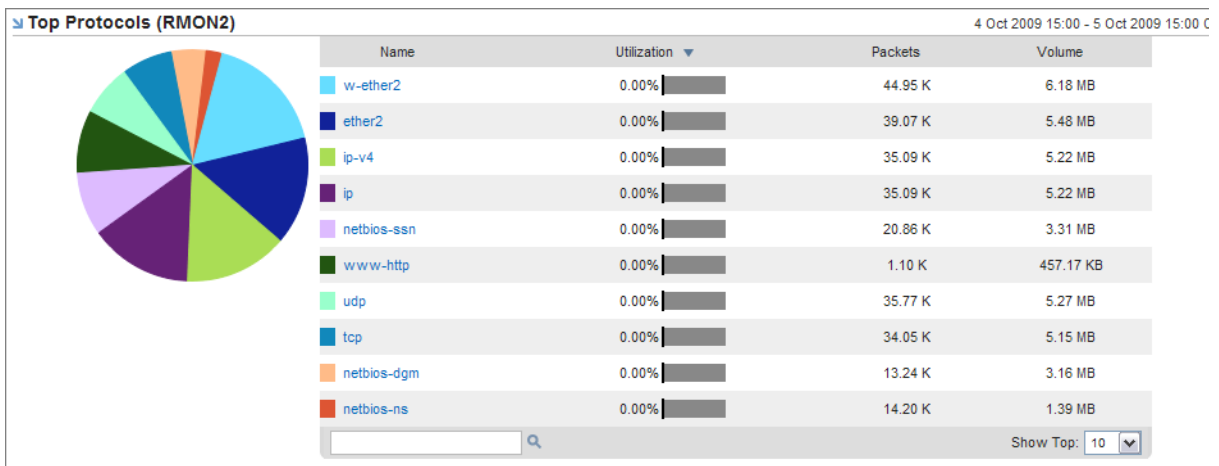 Top Protocols (RMON2) 4 Oct 2009 15:00 - 5 Oct 2009 15:00
Name Utilization Packets Volume
w-ether2 0.00% 44.95 K 6.18 MB
ether2 0.00% 39.07 K 5.48 MB
ip-v4 0.00% 35.09 K 5.22 MB
ip 0.00% 35.09 K 5.22 MB
netbios-ssn 0.00% 20.86 K 3.31 MB
www-http 0.00% 1.10 K 457.17 KB
udp 0.00% 35.77 K 5.27 MB
tcp 0.00% 34.05 K 5.15 MB
netbios-dgm 0.00% 13.24 K 3.16 MB
netbios-ns 0.00% 14.20 K 1.39 MB
Show Top: 10